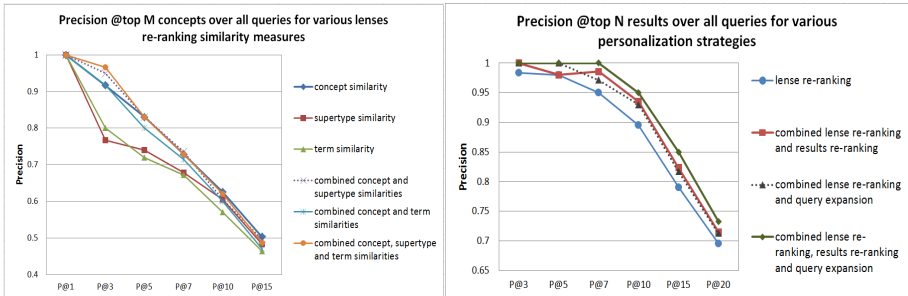 Precision @top M concepts over all queries for various lenses
re-ranking similarity measures
1
0.9
0.8
0.7
0.6
0.5
0.4
Precision
P@1 P@3 P@5 P@7 P@10 P@15
concept similarity
supertype similarity
term similarity
combined concept and
supertype similarities
combined concept and term
similarities
combined concept, supertype
and term similarities
Precision @top N results over all queries for various
personalization strategies
1
0.95
0.9
0.85
0.8
0.75
0.7
0.65
Precision
P@3 P@5 P@7 P@10 P@15 P@20
lense re-ranking
combined lense re-ranking
and results re-ranking
combined lense re-ranking
and query expansion
combined lense re-
ranking, results re-ranking
and query expansion